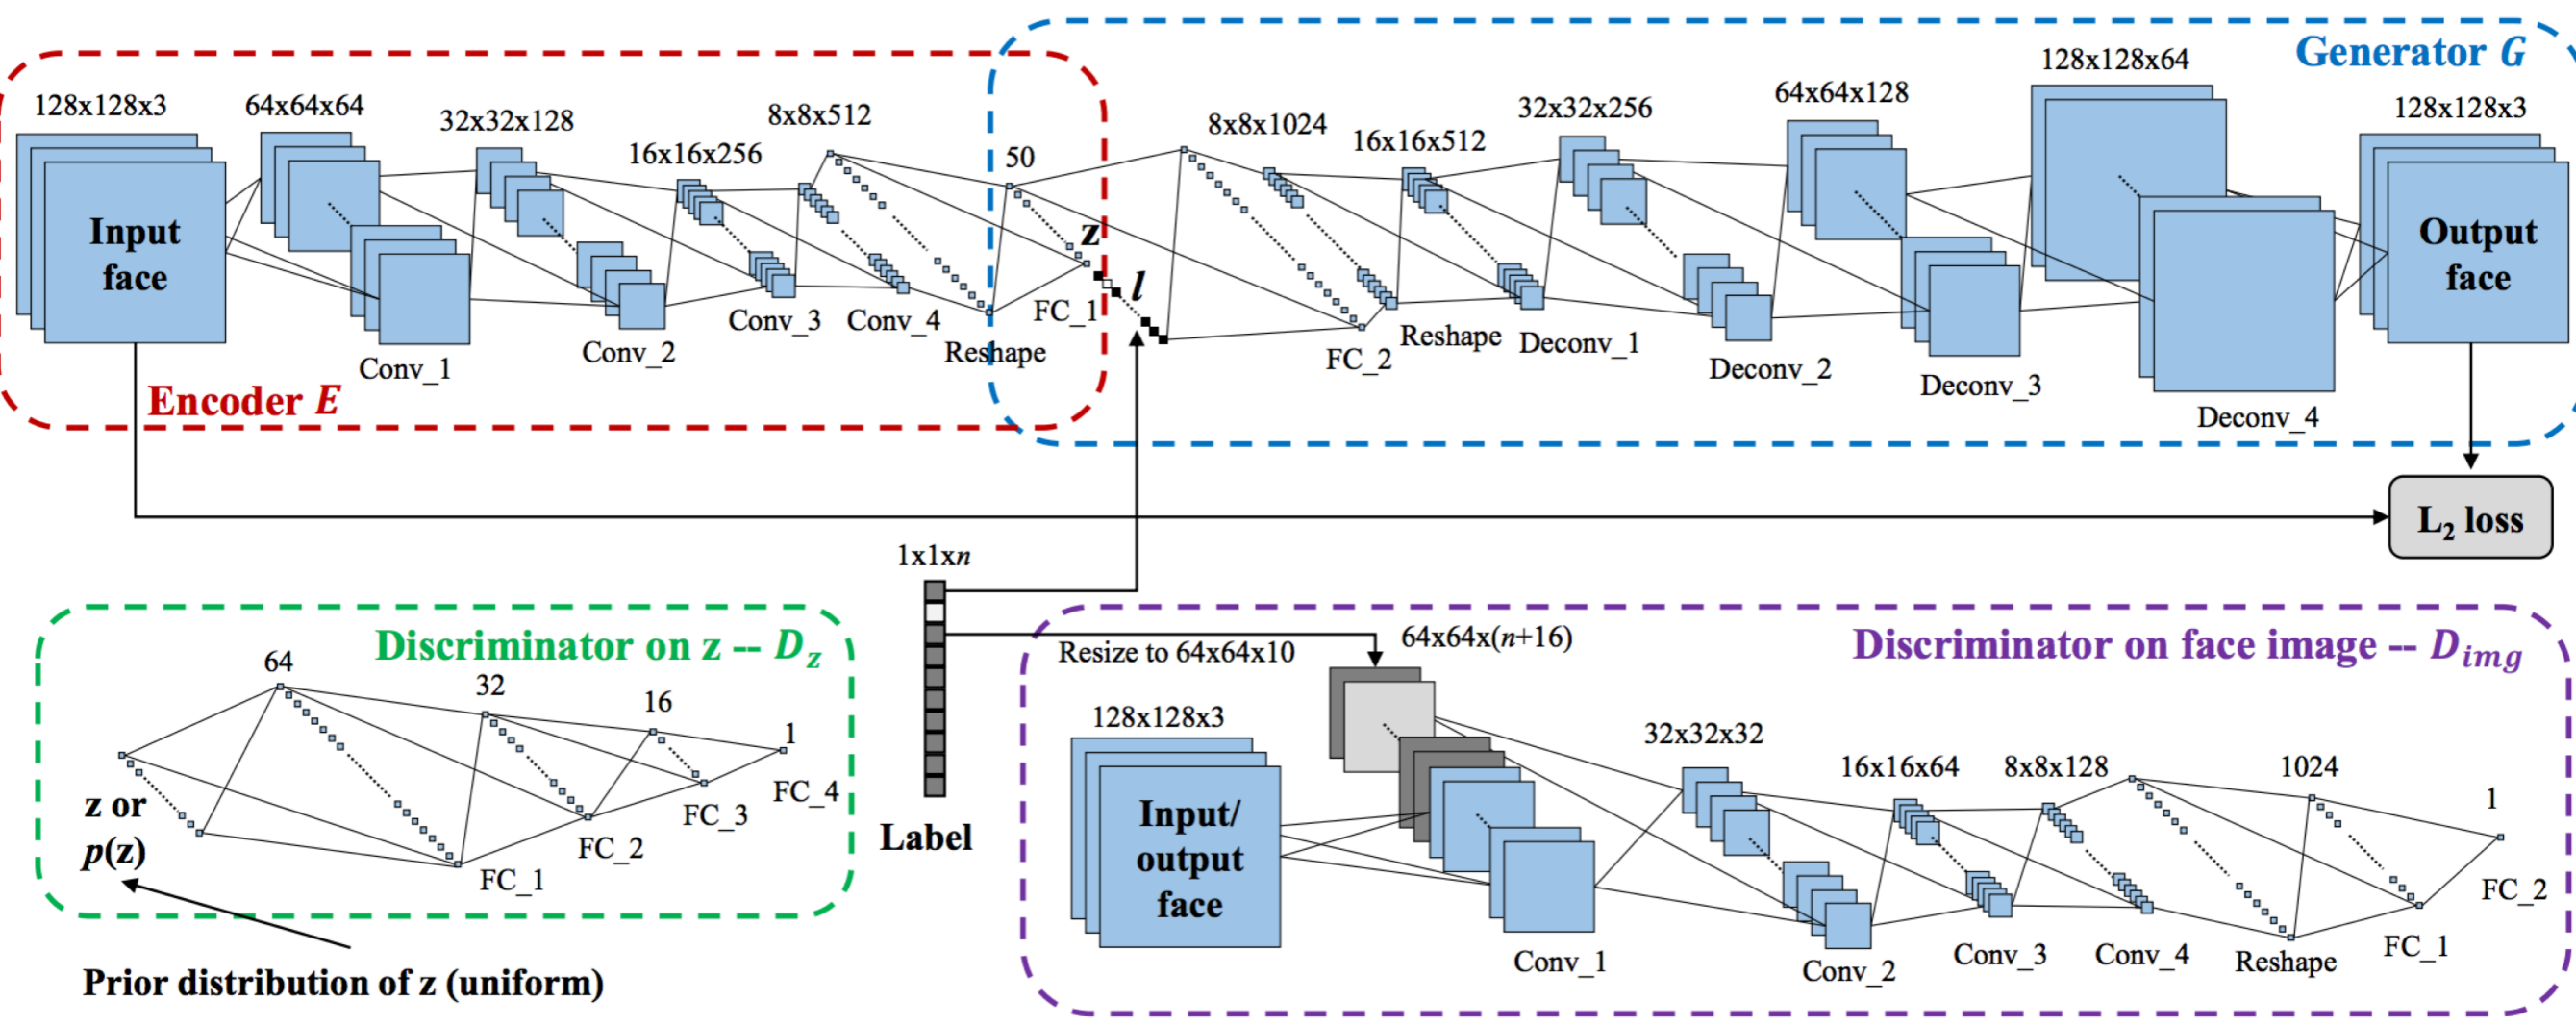 Generator G
128x128x3
64x64x64
32x32x128
16x16x256
8x8x512
50
8x8x1024
16x16x512
32x32x256
64x64x128
128x128x64
128x128x3
Input
face
z
l
Output
face
Conv_1
Conv_2
Conv_3
Conv_4
Reshape
FC_1
FC_2
Reshape
Deconv_1
Deconv_2
Deconv_3
Deconv_4
Encoder E
L2 loss
1x1xn
Label
Discriminator on z -- Dz
64
32
16
1
z or
p(z)
FC_1
FC_2
FC_3
FC_4
Prior distribution of z (uniform)
Resize to 64x64x10
64x64x(n+16)
Discriminator on face image -- Dimg
128x128x3
32x32x32
16x16x64
8x8x128
1024
1
Input/
output
face
Conv_1
Conv_2
Conv_3
Conv_4
Reshape
FC_1
FC_2